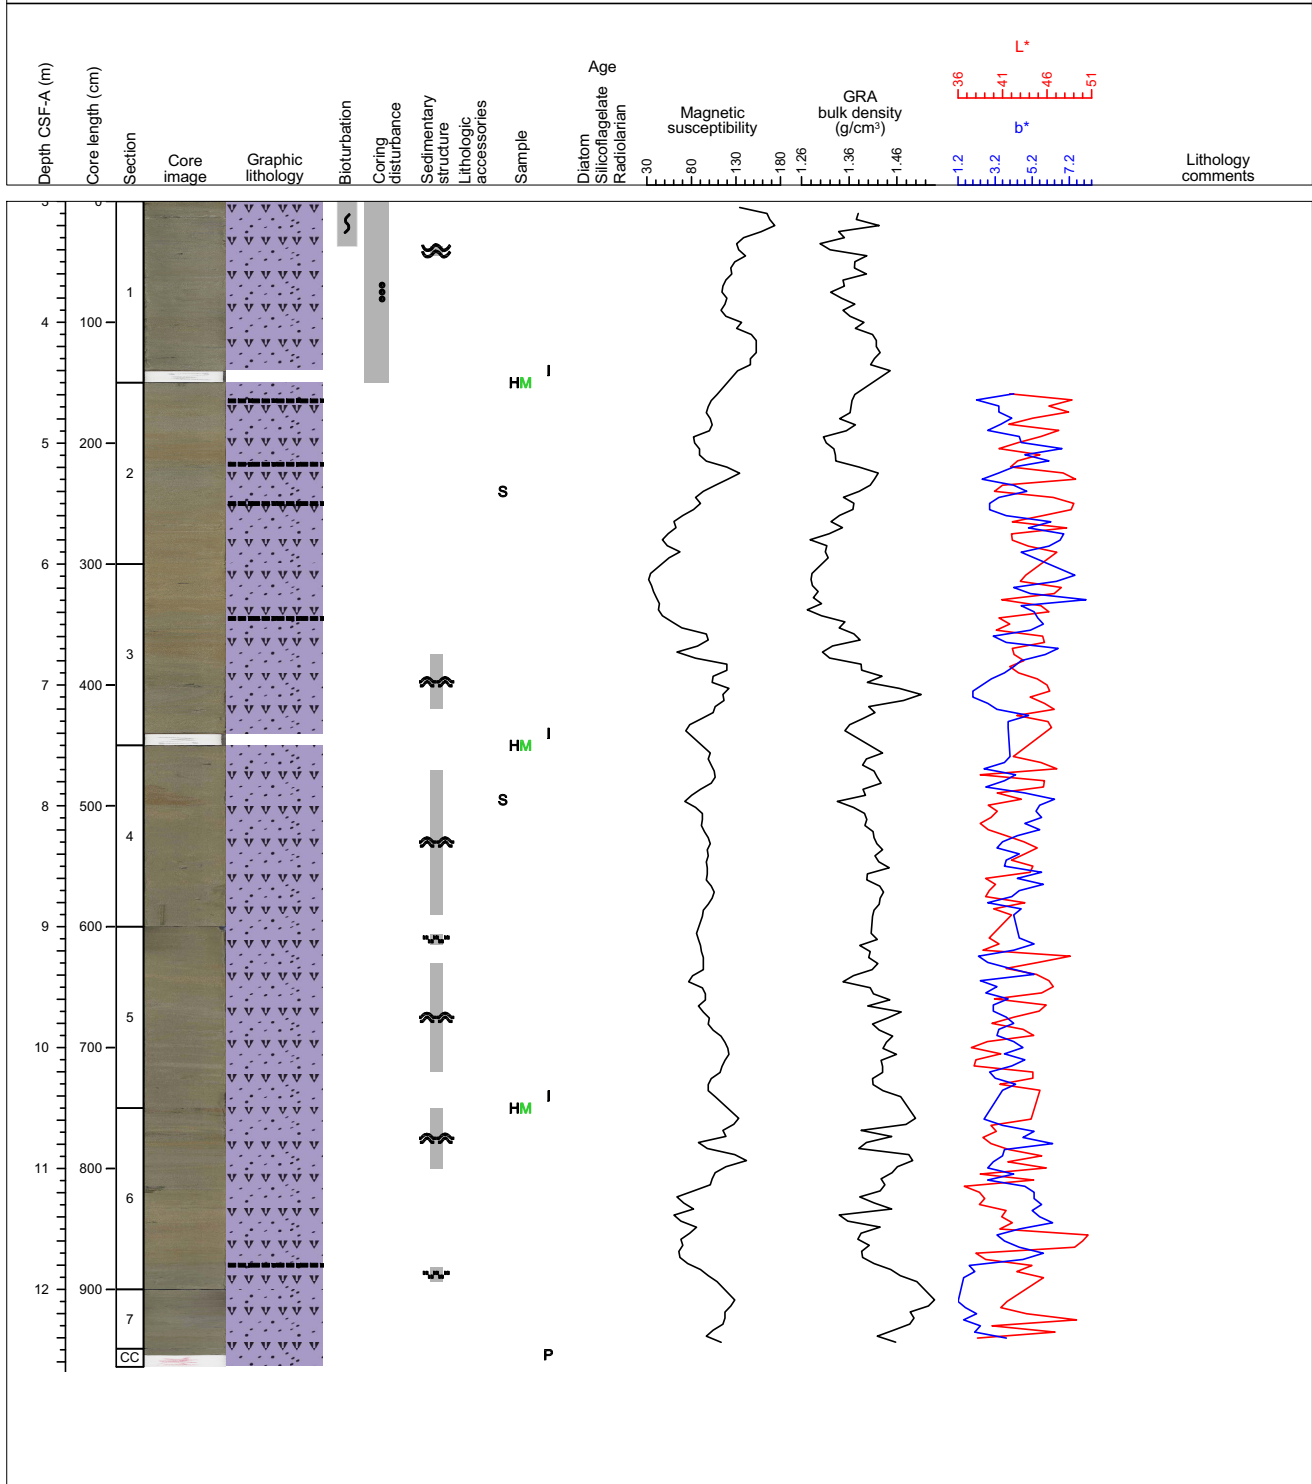 Depth CSF-A (m)
Core length (cm)
Section
Core
image
Graphic
lithology
Bioturbation
Coring
disturbance
Sedimentary
structure
Lithologic
accessories
Sample
Age
Diatom
Silicoflagelate
Radiolarian
Magnetic
susceptibility
30 80 130 180
GRA
bulk density
(g/cm³)
1.26 1.36 1.46
L*
36 41 46 51
b*
1.2 3.2 5.2 7.2
Lithology
comments
3 0
1
4 100
I
HM
5 200
2
S
6 300
3
7 400
I
HM
8 500
S
4
9 600
5
10 700
I
HM
11 800
6
12 900
7
CC
P